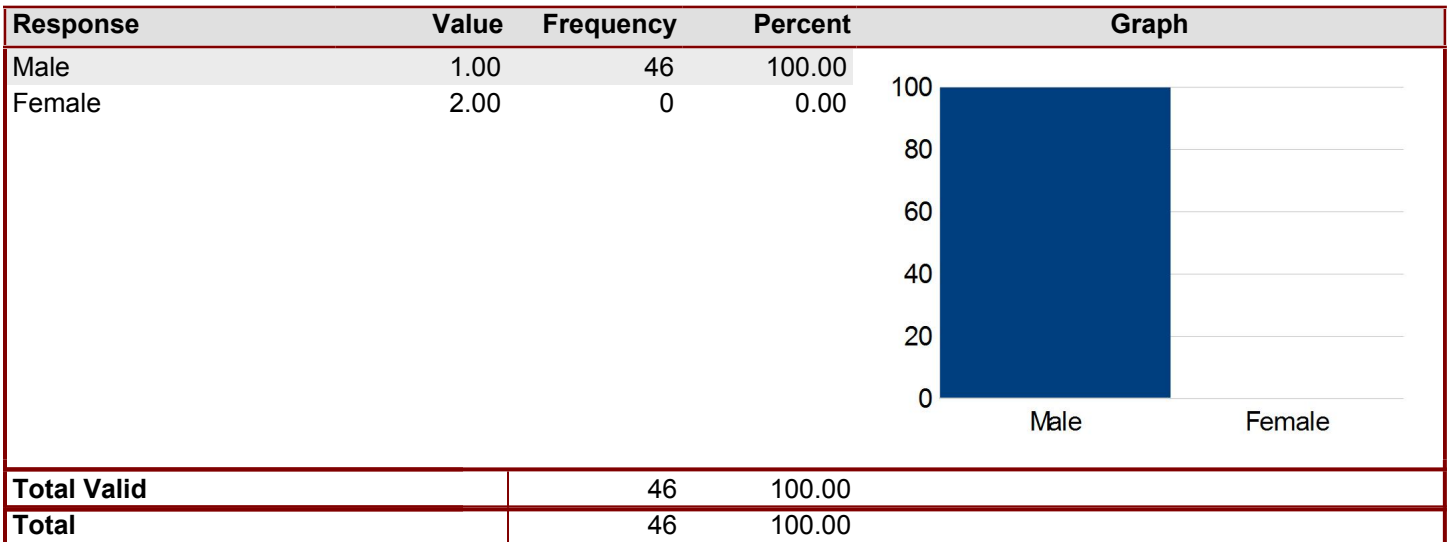 Response Value Frequency Percent Graph
Male 1.00 46 100.00
Female 2.00 0 0.00
100
80
60
40
20
0
Male Female
Total Valid 46 100.00
Total 46 100.00